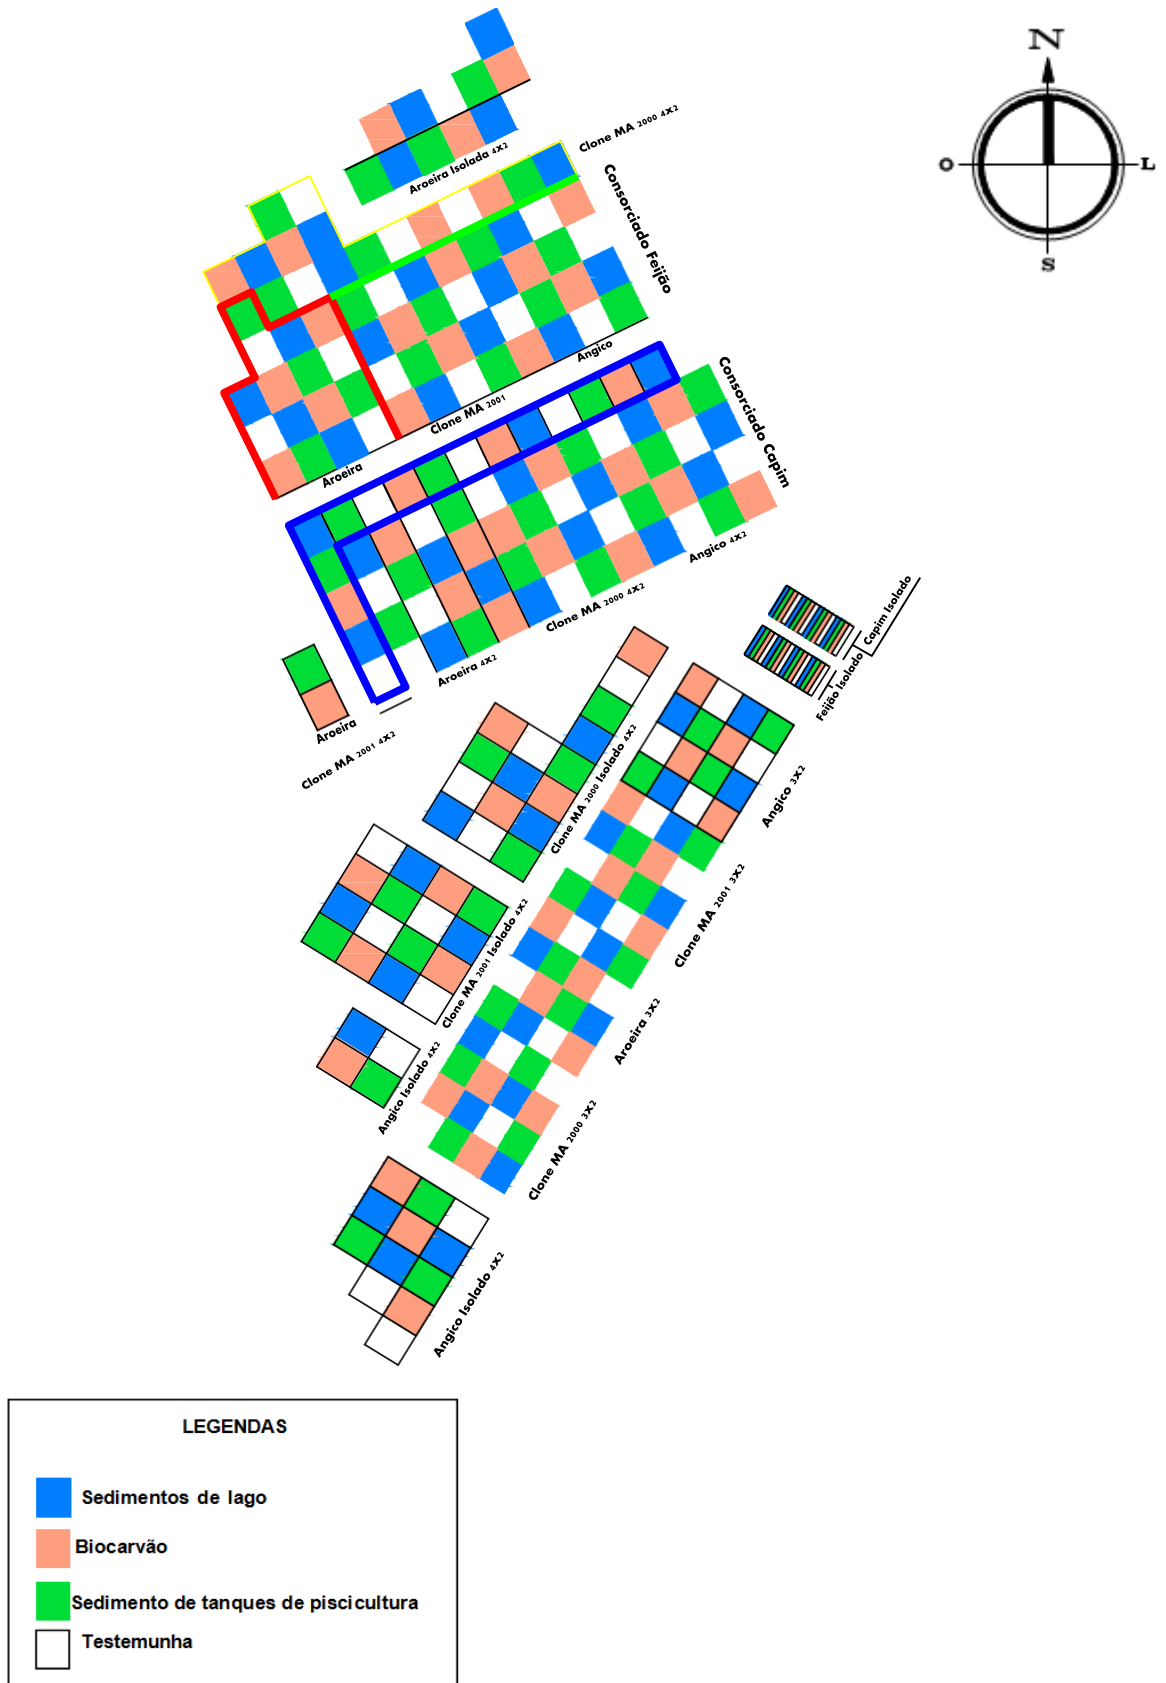 N
O
L
S
Clone MA 2000 4X2
Aroeira Isolada 4X2
Consorciado Feijão
Angico
Clone MA 2001
Aroeira
Consorciado Capim
Angico 4X2
Clone MA 2000 4X2
Aroeira 4X2
Aroeira
Clone MA 2001 4X2
Capim Isolado
Feijão Isolado
Clone MA 2000 Isolado 4X2
Angico 3X2
Clone MA 2001 Isolado 4X2
Clone MA 2001 3X2
Angico Isolado 4X2
Aroeira 3X2
Clone MA 2000 3X2
Angico Isolado 4X2
LEGENDAS
Sedimentos de lago
Biocarvão
Sedimento de tanques de piscicultura
Testemunha